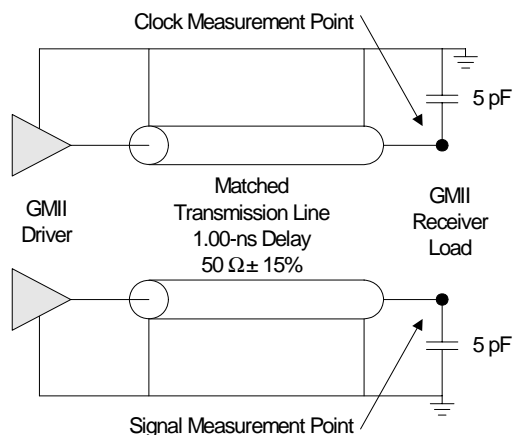 Clock Measurement Point
5 pF
GMII
Driver
Matched
Transmission Line
1.00-ns Delay
50 Ω ± 15%
GMII
Receiver
Load
5 pF
Signal Measurement Point